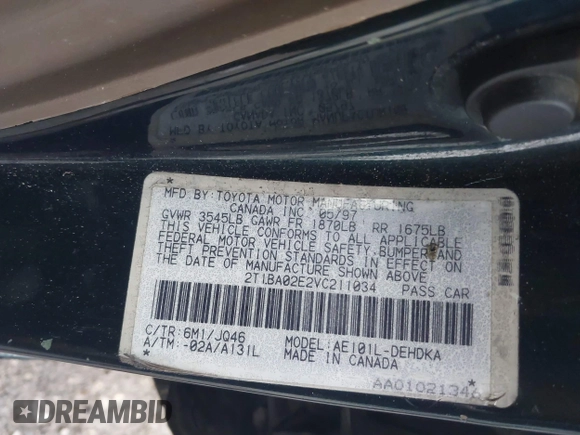 MFD BY: TOYOTA MOTOR MANUFACTURING
CANADA INC. 05/97
GVWR 3545LB GAWR FR 1870LB RR 1675LB
THIS VEHICLE CONFORMS TO ALL APPLICABLE
FEDERAL MOTOR VEHICLE SAFETY, BUMPER AND
THEFT PREVENTION STANDARDS IN EFFECT ON
THE DATE OF MANUFACTURE SHOWN ABOVE.
2T1BA02E2VC211034 PASS CAR
C/TR: 6M1/JQ46 MODEL: AE101L-DEHDKA
A/TM: -02A/A131L MADE IN CANADA
AA0102134
DREAMBID DREAMBID